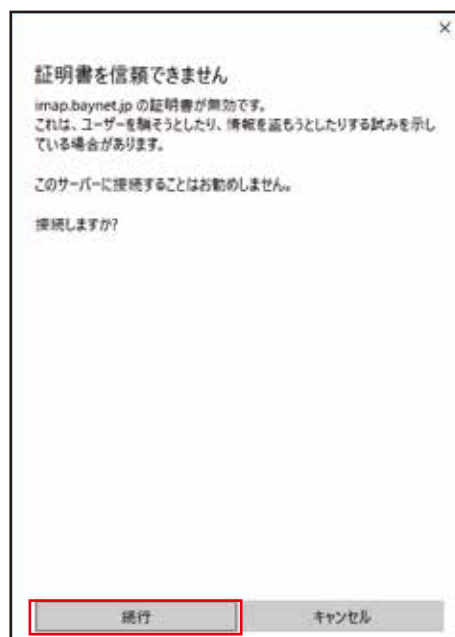 証明書を信頼できません
imap.baynet.jp の証明書が無効です。
これは、ユーザーを騙そうとしたり、情報を盗もうとしたりする試みを示し
ている場合があります。
このサーバーに接続することはお勧めしません。
接続しますか?
続行
キャンセル